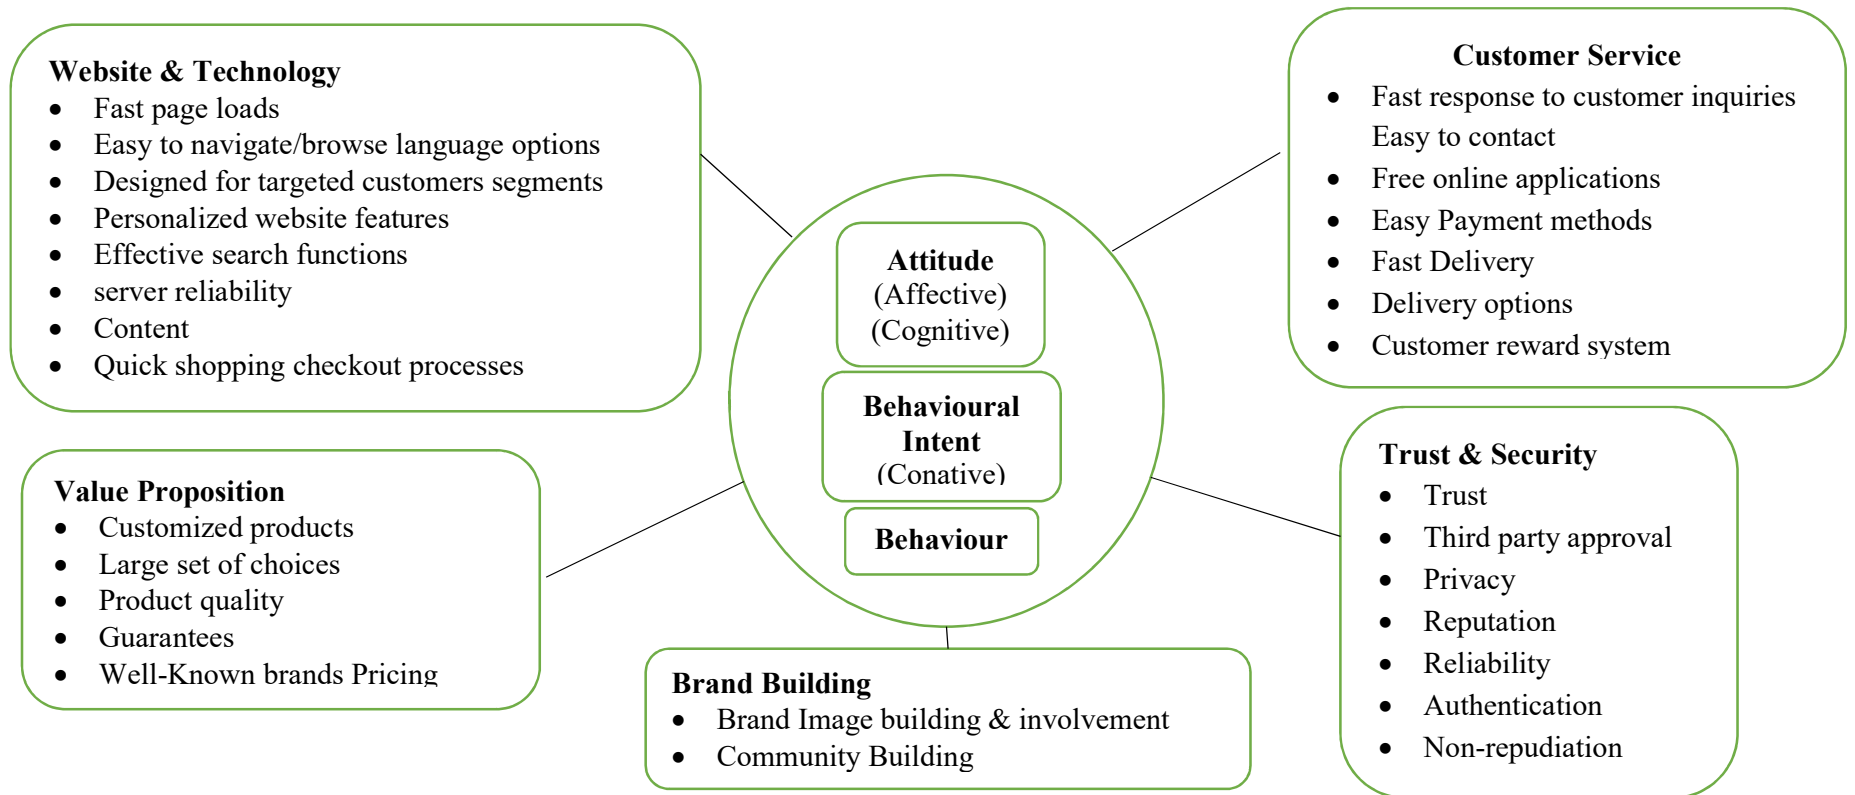 Website & Technology
• Fast page loads
• Easy to navigate/browse language options
• Designed for targeted customers segments
• Personalized website features
• Effective search functions
• server reliability
• Content
• Quick shopping checkout processes
Customer Service
• Fast response to customer inquiries
Easy to contact
• Free online applications
• Easy Payment methods
• Fast Delivery
• Delivery options
• Customer reward system
Attitude
(Affective)
(Cognitive)
Behavioural
Intent
(Conative)
Behaviour
Value Proposition
• Customized products
• Large set of choices
• Product quality
• Guarantees
• Well-Known brands Pricing
Trust & Security
• Trust
• Third party approval
• Privacy
• Reputation
• Reliability
• Authentication
• Non-repudiation
Brand Building
• Brand Image building & involvement
• Community Building